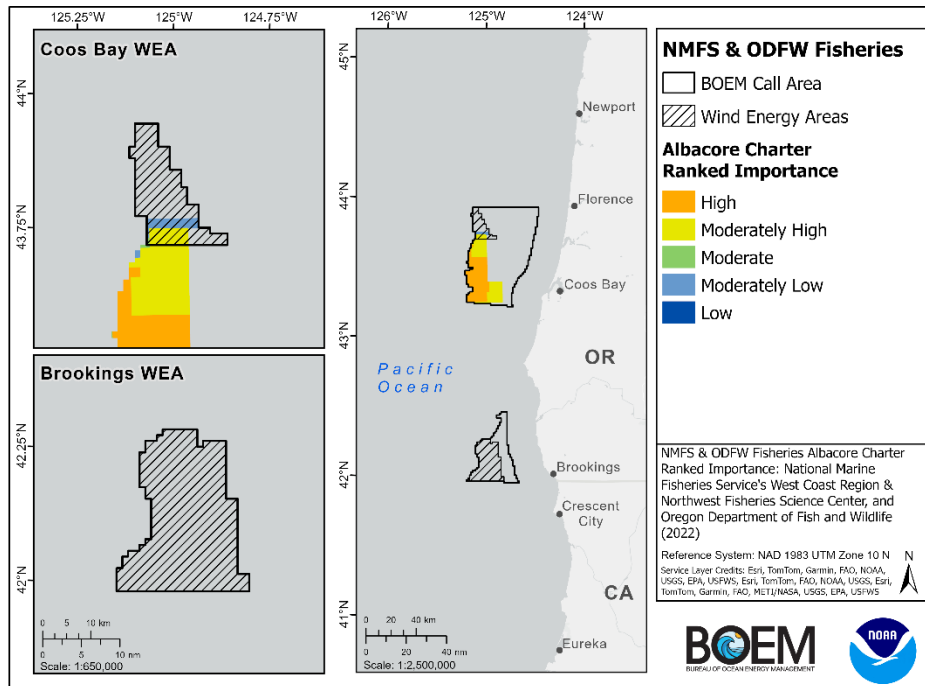 125.25°W 125°W 124.75°W
126°W 125°W 124°W
Coos Bay WEA
44°N
43.75°N
Brookings WEA
42.25°N
42°N
0 5 10 km
0 5 10 nm
Scale: 1:650,000
45°N
44°N
43°N
42°N
41°N
Newport
Florence
Coos Bay
OR
Pacific
Ocean
Brookings
Crescent
City
CA
Eureka
0 20 40 km
0 20 40 nm
Scale: 1:2,500,000
NMFS & ODFW Fisheries
BOEM Call Area
Wind Energy Areas
Albacore Charter
Ranked Importance
High
Moderately High
Moderate
Moderately Low
Low
NMFS & ODFW Fisheries Albacore Charter
Ranked Importance: National Marine
Fisheries Service's West Coast Region &
Northwest Fisheries Science Center, and
Oregon Department of Fish and Wildlife
(2022)
Reference System: NAD 1983 UTM Zone 10 N
N
Service Layer Credits: Esri, TomTom, Garmin, FAO, NOAA,
USGS, EPA, USFWS, Esri, TomTom, FAO, NOAA, USGS, Esri,
TomTom, Garmin, FAO, METI/NASA, USGS, EPA, USFWS
BOEM
BUREAU OF OCEAN ENERGY MANAGEMENT
NOAA